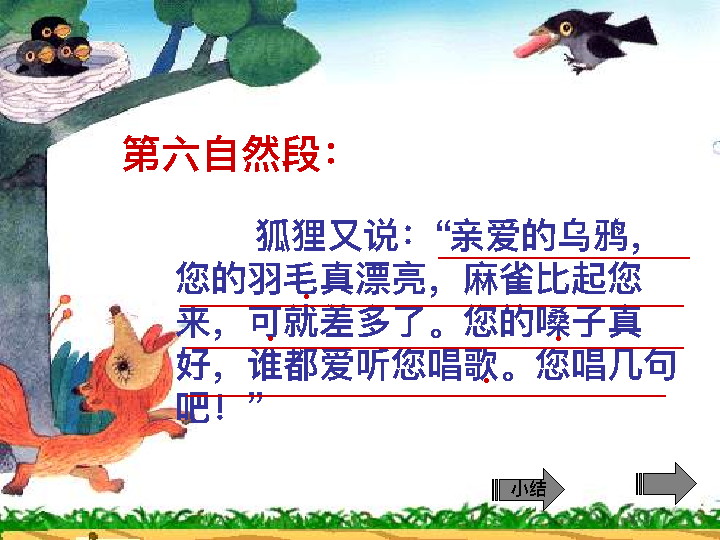 第六自然段：
狐狸又说：“亲爱的乌鸦，
您的羽毛真漂亮，麻雀比起您
来，可就差多了。您的嗓子真
好，谁都爱听您唱歌。您唱几句
吧！”
小结